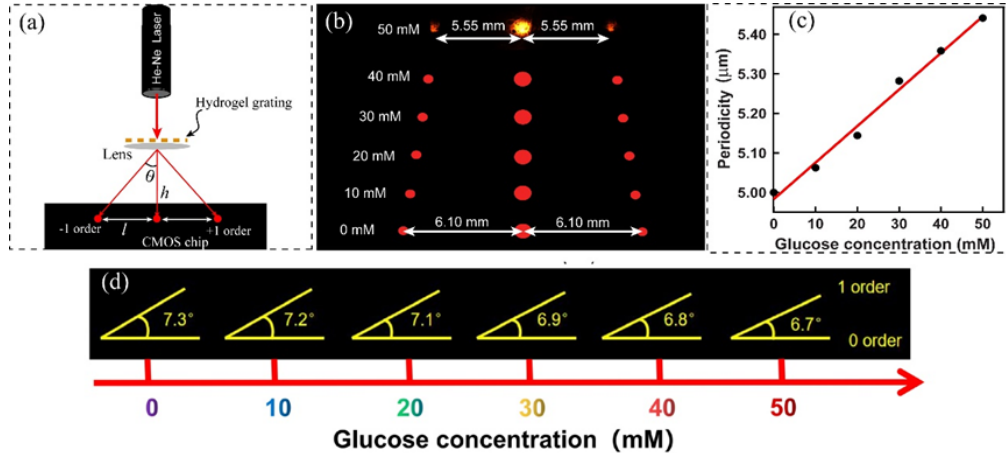 (a)
He-Ne Laser
Hydrogel grating
Lens
θ
h
-1 order
l
+1 order
CMOS chip
(b)
50 mM
5.55 mm
5.55 mm
40 mM
30 mM
20 mM
10 mM
0 mM
6.10 mm
6.10 mm
(c)
Periodicity (μm)
5.40
5.30
5.20
5.10
5.00
0 10 20 30 40 50
Glucose concentration (mM)
(d)
7.3° 7.2° 7.1° 6.9° 6.8° 6.7°
1 order
0 order
0 10 20 30 40 50
Glucose concentration (mM)